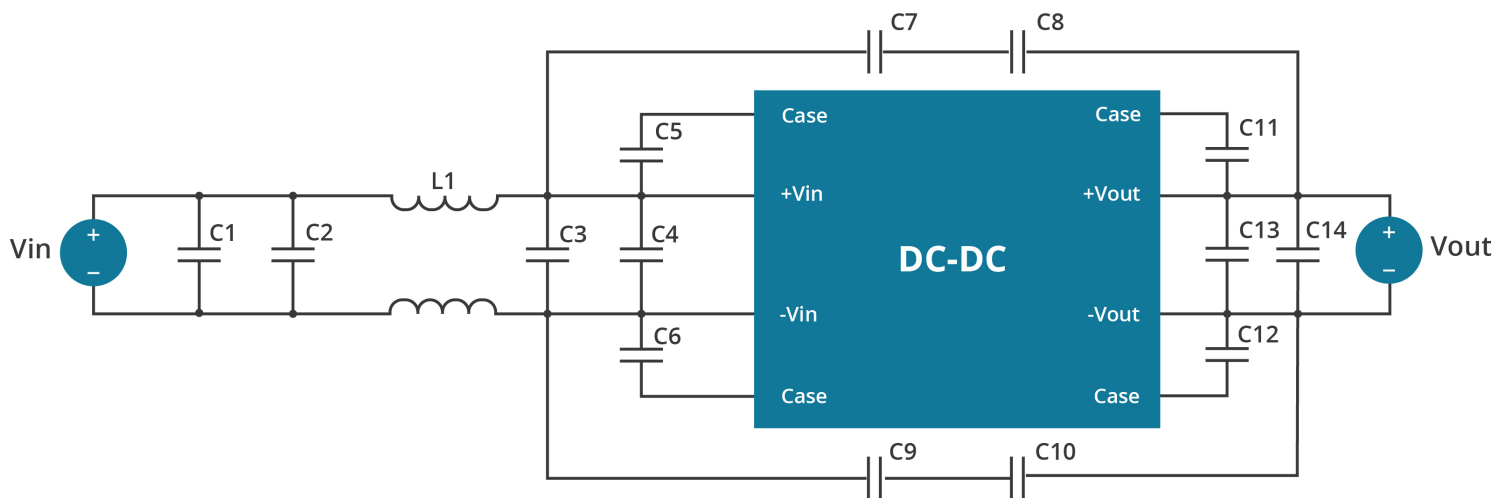 C7 C8
Case Case
C5 C11
L1
+Vin +Vout
Vin + C1 C2 C3 C4 C13 C14 + Vout
− −
DC-DC
-Vin -Vout
C6 C12
Case Case
C9 C10